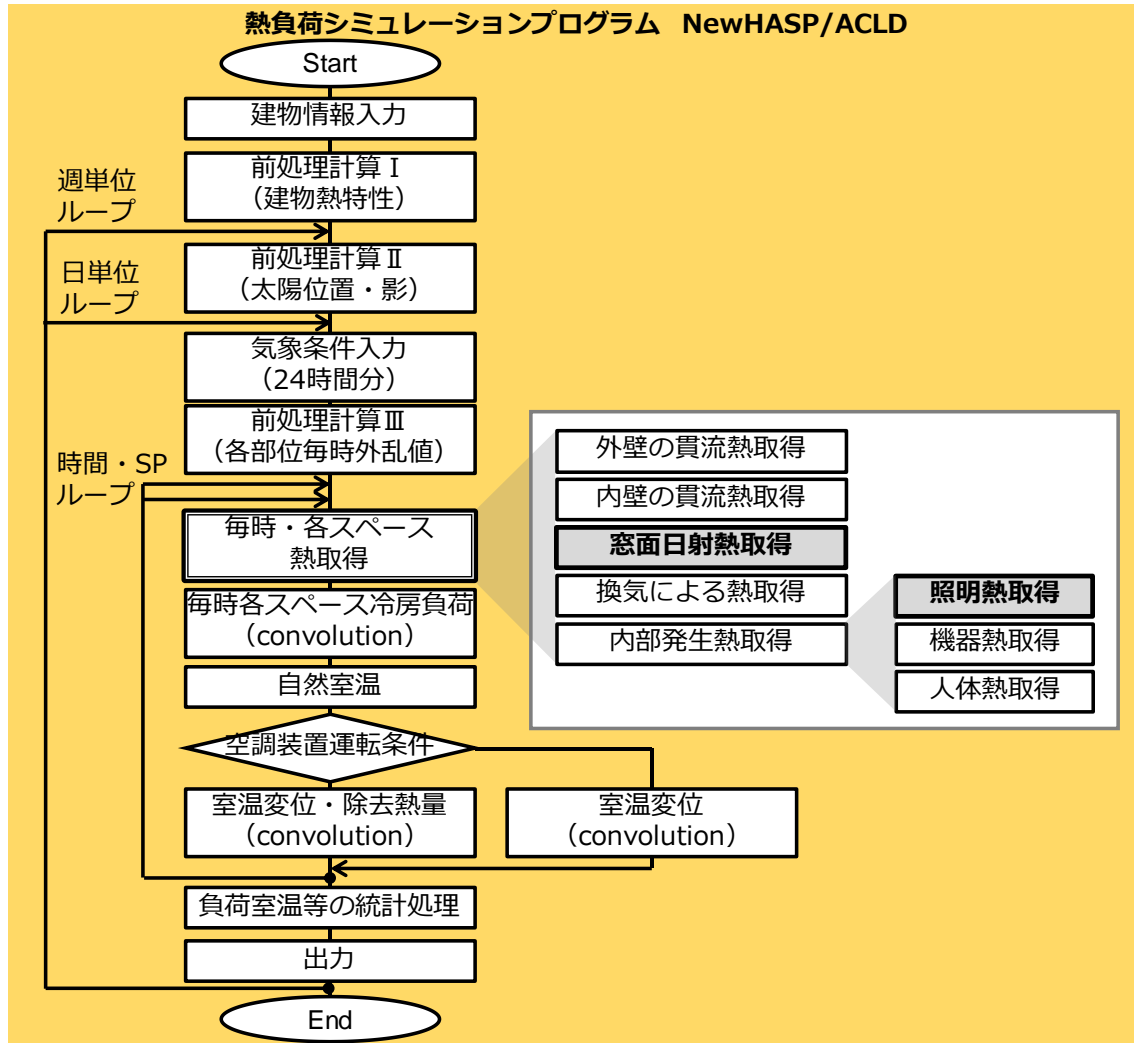 熱負荷シミュレーションプログラム NewHASP/ACLD
Start
建物情報入力
前処理計算Ⅰ
（建物熱特性）
週単位
ループ
前処理計算Ⅱ
（太陽位置・影）
日単位
ループ
気象条件入力
（24時間分）
前処理計算Ⅲ
（各部位毎時外乱値）
時間・SP
ループ
毎時・各スペース
熱取得
毎時各スペース冷房負荷
（convolution）
自然室温
空調装置運転条件
室温変位・除去熱量
（convolution）
室温変位
（convolution）
負荷室温等の統計処理
出力
End
外壁の貫流熱取得
内壁の貫流熱取得
窓面日射熱取得
換気による熱取得
内部発生熱取得
照明熱取得
機器熱取得
人体熱取得